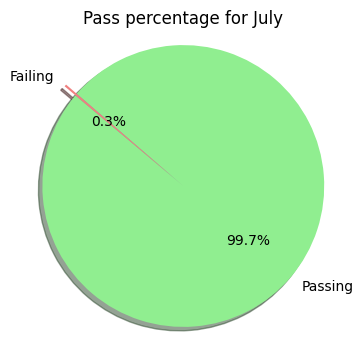 Pass percentage for July
Failing
0.3%
99.7%
Passing